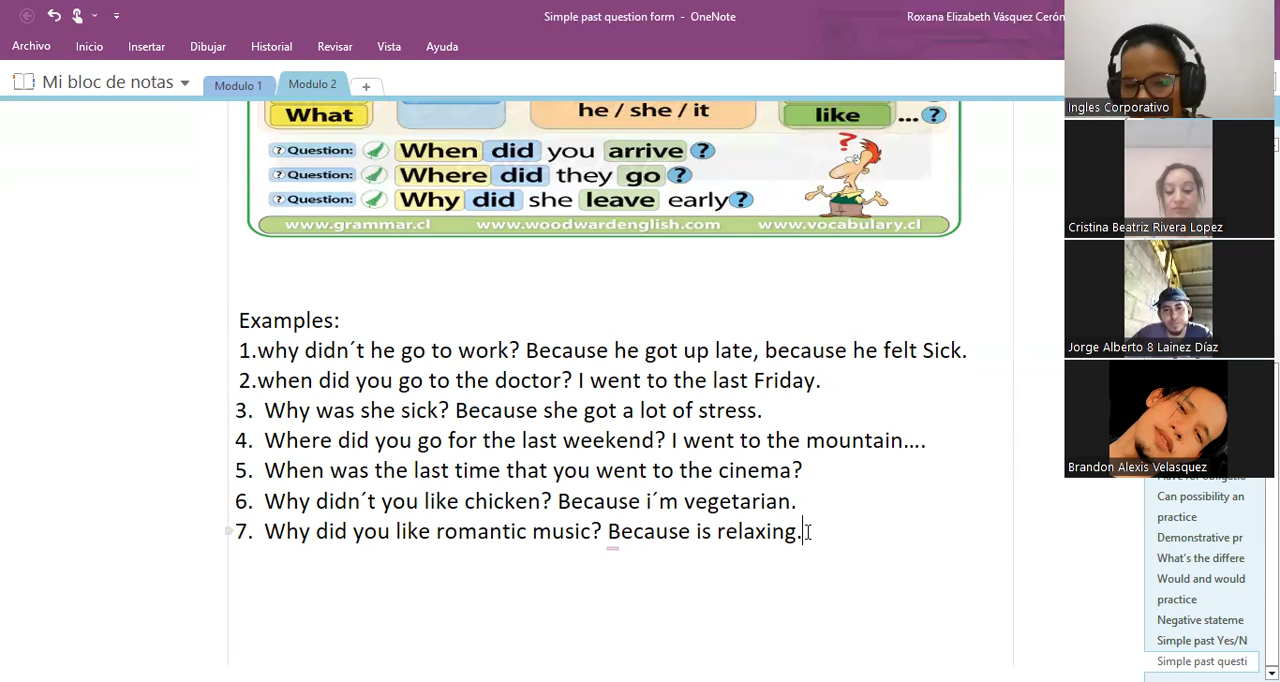 Simple past question form - OneNote
Roxana Elizabeth Vásquez Cerón
Archivo Inicio Insertar Dibujar Historial Revisar Vista Ayuda
Mi bloc de notas Modulo 1 Modulo 2 +
What he / she / it like ...?
? Question: When did you arrive ?
? Question: Where did they go ?
? Question: Why did she leave early?
www.grammar.cl www.woodwardenglish.com www.vocabulary.cl
Examples:
1.why didn´t he go to work? Because he got up late, because he felt Sick.
2.when did you go to the doctor? I went to the last Friday.
3. Why was she sick? Because she got a lot of stress.
4. Where did you go for the last weekend? I went to the mountain....
5. When was the last time that you went to the cinema?
6. Why didn´t you like chicken? Because i´m vegetarian.
7. Why did you like romantic music? Because is relaxing.
Ingles Corporativo
Cristina Beatriz Rivera Lopez
Jorge Alberto 8 Lainez Díaz
Brandon Alexis Velasquez
Can possibility an
practice
Demonstrative pr
What's the differe
Would and would
practice
Negative stateme
Simple past Yes/N
Simple past questi